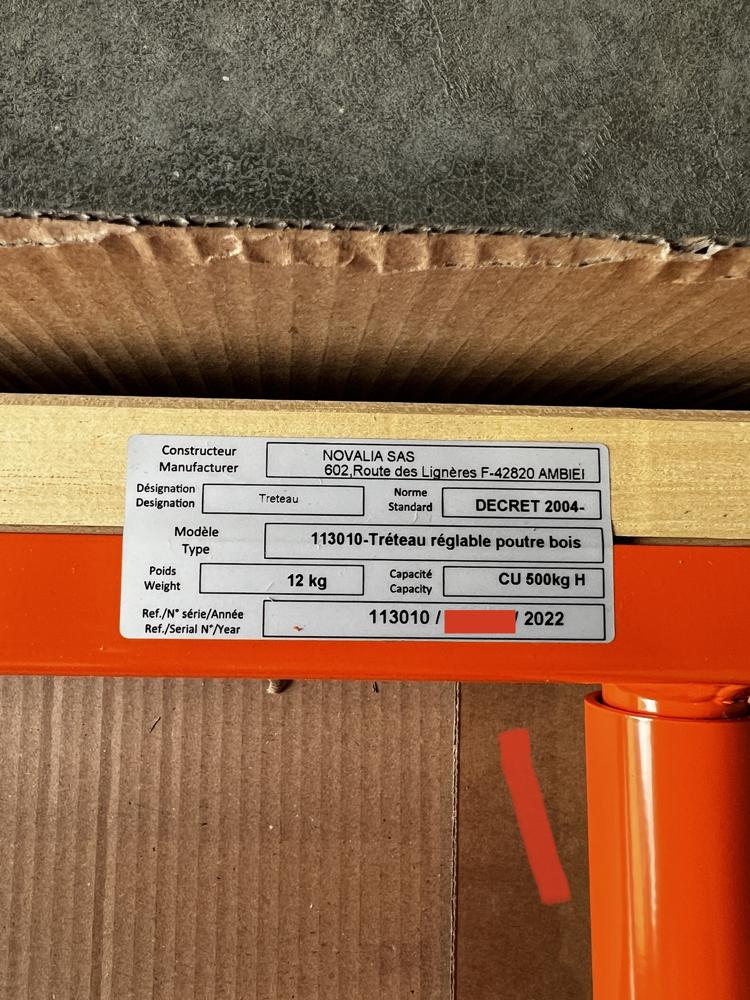 Constructeur
Manufacturer
NOVALIA SAS
602,Route des Lignères F-42820 AMBIE
Désignation
Designation
Treteau
Norme
Standard
DECRET 2004-
Modèle
Type
113010-Tréteau réglable poutre bois
Poids
Weight
12 kg
Capacité
Capacity
CU 500kg H
Ref./N° série/Année
Ref./Serial N°/Year
113010 / / 2022